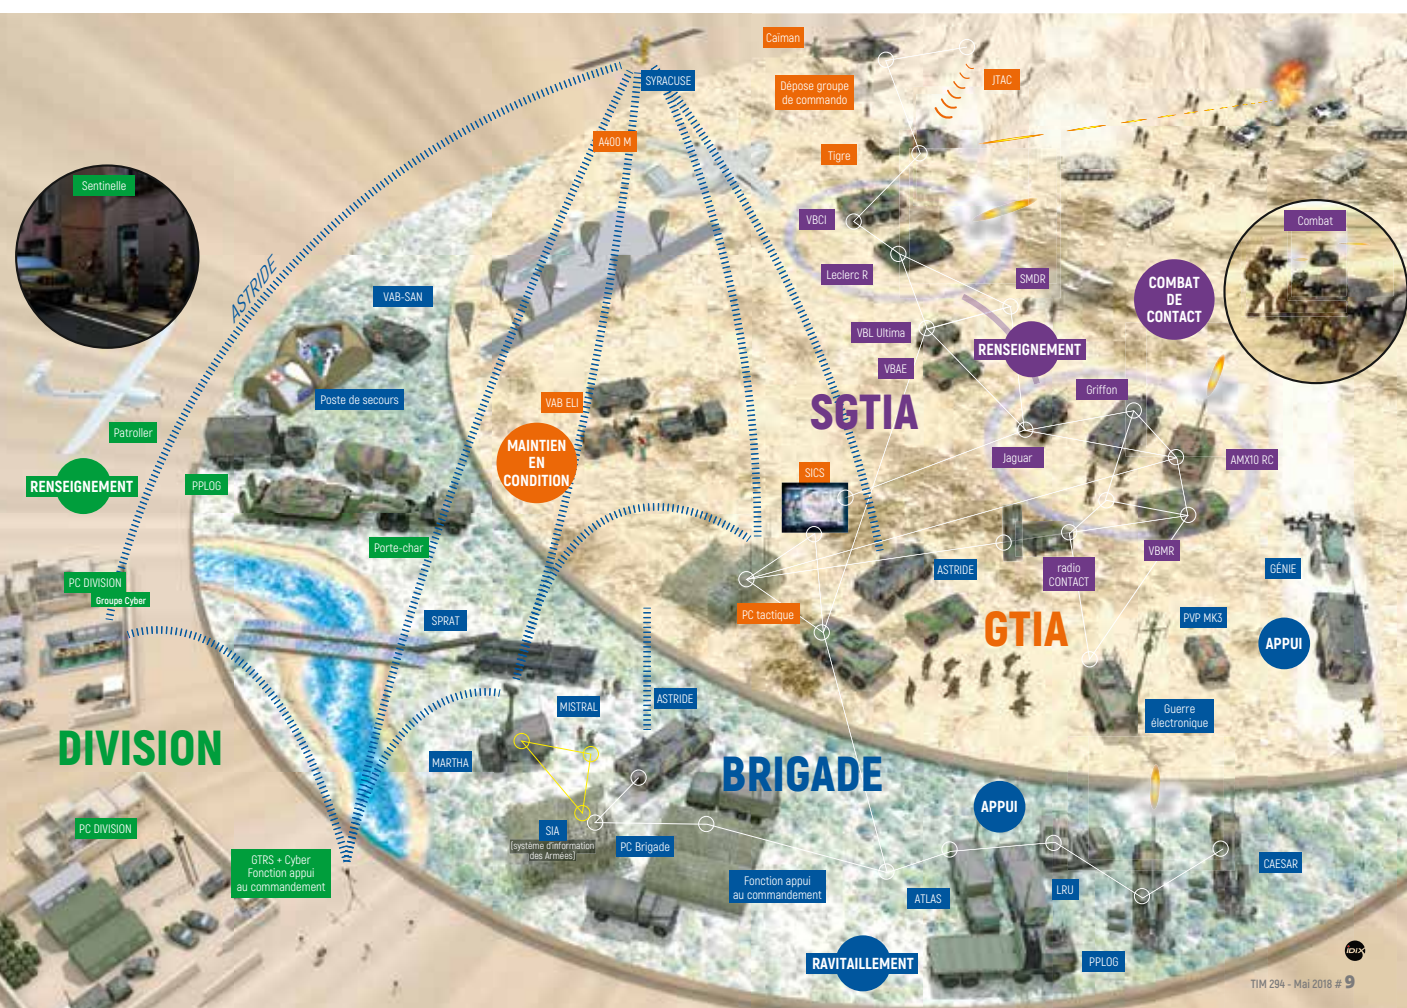 Caïman
SYRACUSE
JTAC
Dépose groupe
de commando
A400 M
Tigre
Sentinelle
VBCI
Combat
ASTRIDE
Leclerc R
SMDR
COMBAT
DE
CONTACT
VAB-SAN
VBL Ultima
RENSEIGNEMENT
VBAE
Poste de secours
VAB ELI
SGTIA
Griffon
Patroller
MAINTIEN
EN
CONDITION
Jaguar
AMX10 RC
RENSEIGNEMENT
PPLOG
SICS
Porte-char
VBMR
PC DIVISION
Groupe Cyber
ASTRIDE
radio
CONTACT
GÉNIE
SPRAT
PC tactique
GTIA
PVP MK3
APPUI
MISTRAL
ASTRIDE
Guerre
électronique
DIVISION
MARTHA
BRIGADE
APPUI
PC DIVISION
SIA
(système d'information
des Armées)
PC Brigade
GTRS + Cyber
Fonction appui
au commandement
Fonction appui
au commandement
ATLAS
LRU
CAESAR
RAVITAILLEMENT
PPLOG
IDIX
TIM 294 - Mai 2018 # 9